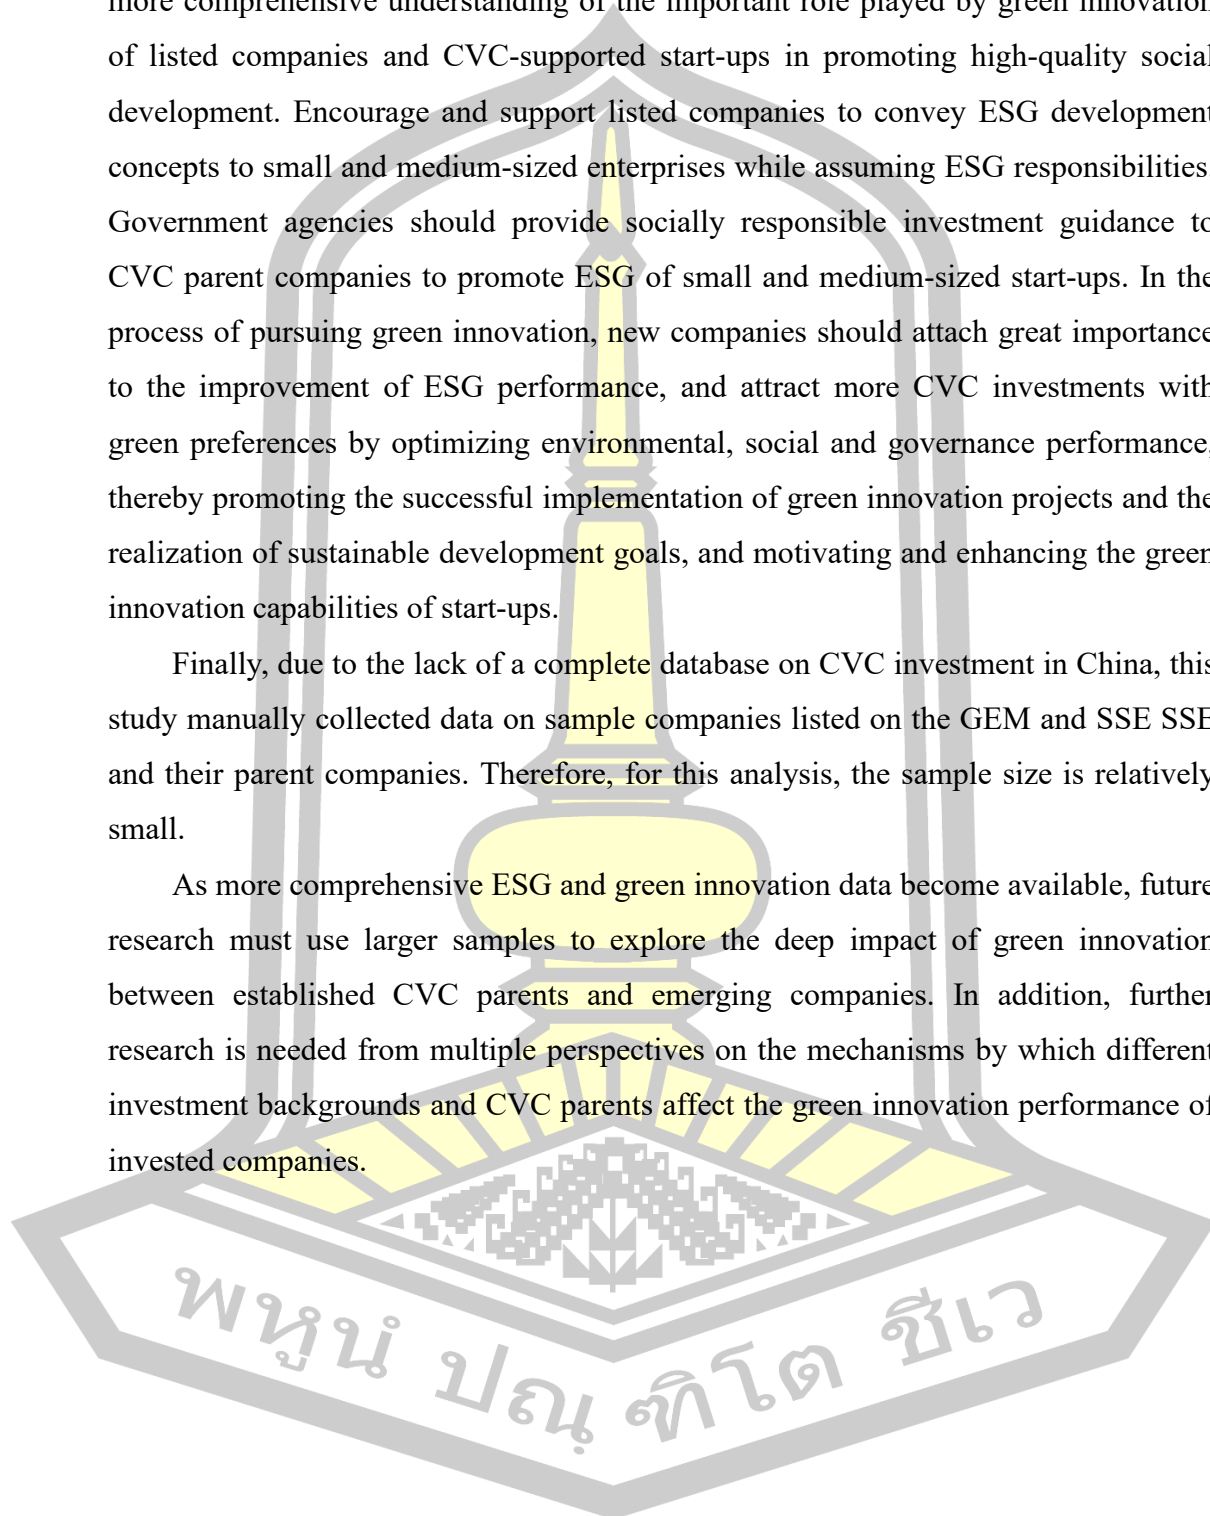 more comprehensive understanding of the important role played by green innovation
of listed companies and CVC-supported start-ups in promoting high-quality social
development. Encourage and support listed companies to convey ESG development
concepts to small and medium-sized enterprises while assuming ESG responsibilities.
Government agencies should provide socially responsible investment guidance to
CVC parent companies to promote ESG of small and medium-sized start-ups. In the
process of pursuing green innovation, new companies should attach great importance
to the improvement of ESG performance, and attract more CVC investments with
green preferences by optimizing environmental, social and governance performance,
thereby promoting the successful implementation of green innovation projects and the
realization of sustainable development goals, and motivating and enhancing the green
innovation capabilities of start-ups.
Finally, due to the lack of a complete database on CVC investment in China, this
study manually collected data on sample companies listed on the GEM and SSE SSE
and their parent companies. Therefore, for this analysis, the sample size is relatively
small.
As more comprehensive ESG and green innovation data become available, future
research must use larger samples to explore the deep impact of green innovation
between established CVC parents and emerging companies. In addition, further
research is needed from multiple perspectives on the mechanisms by which different
investment backgrounds and CVC parents affect the green innovation performance of
invested companies.
พหูนํ ปณฺฑิโต ชีเว